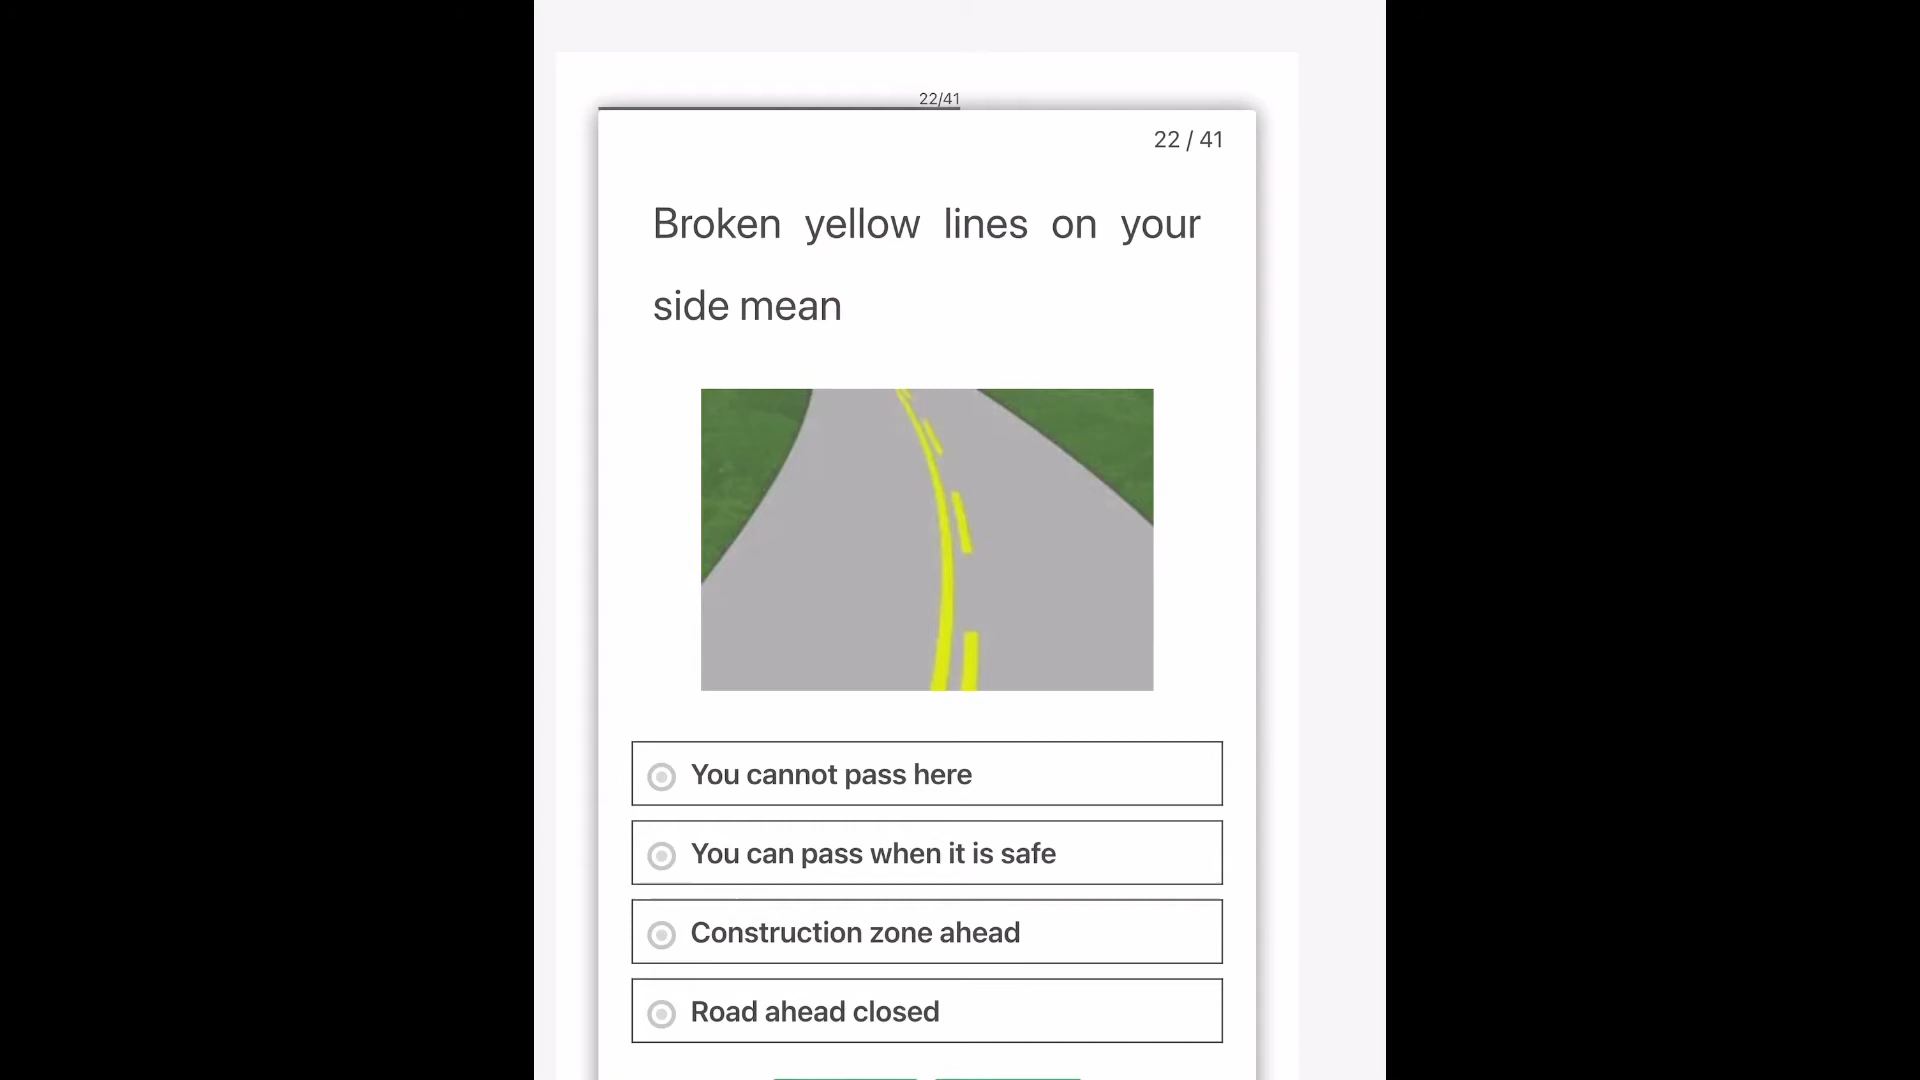 22/41
22 / 41
Broken yellow lines on your
side mean
You cannot pass here
You can pass when it is safe
Construction zone ahead
Road ahead closed